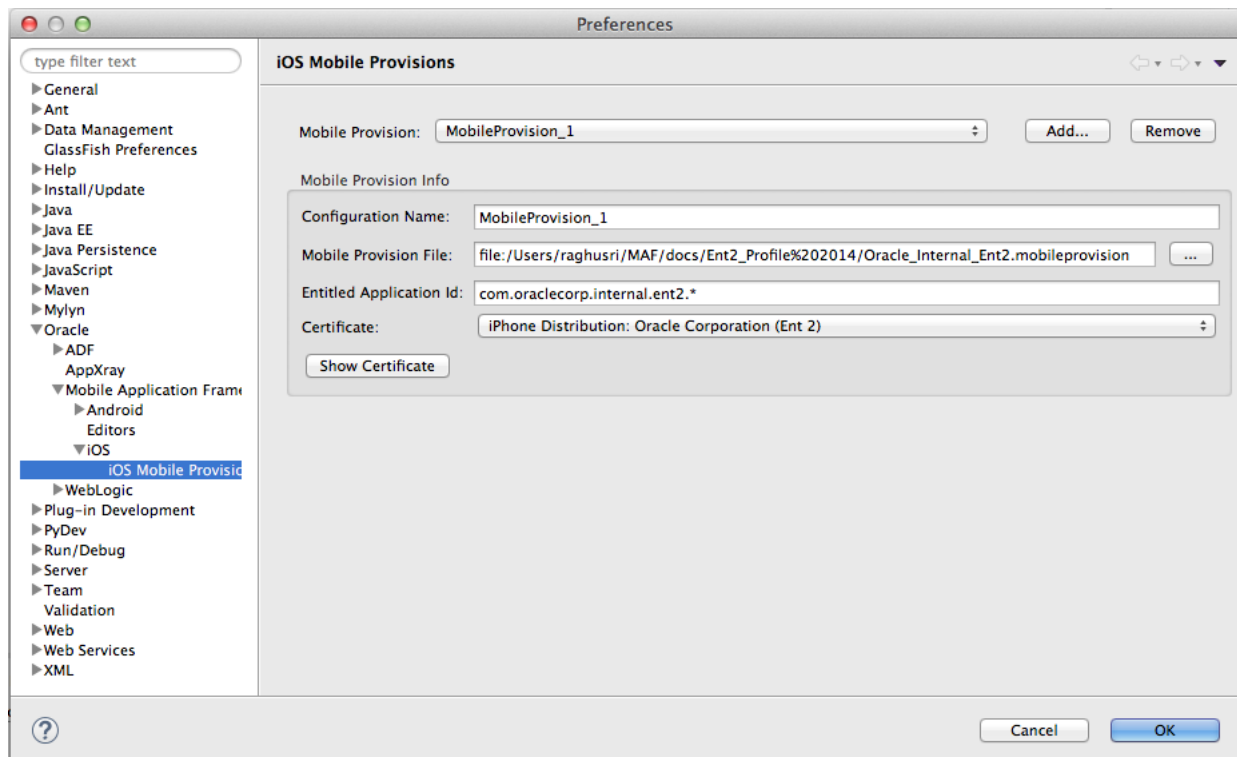 Preferences
type filter text
General
Ant
Data Management
GlassFish Preferences
Help
Install/Update
Java
Java EE
Java Persistence
JavaScript
Maven
Mylyn
Oracle
ADF
AppXray
Mobile Application Frame
Android
Editors
iOS
iOS Mobile Provisio
WebLogic
Plug-in Development
PyDev
Run/Debug
Server
Team
Validation
Web
Web Services
XML
iOS Mobile Provisions
Mobile Provision: MobileProvision_1 Add... Remove
Mobile Provision Info
Configuration Name: MobileProvision_1
Mobile Provision File: file:/Users/raghusri/MAF/docs/Ent2_Profile%202014/Oracle_Internal_Ent2.mobileprovision ...
Entitled Application Id: com.oraclecorp.internal.ent2.*
Certificate: iPhone Distribution: Oracle Corporation (Ent 2)
Show Certificate
? Cancel OK